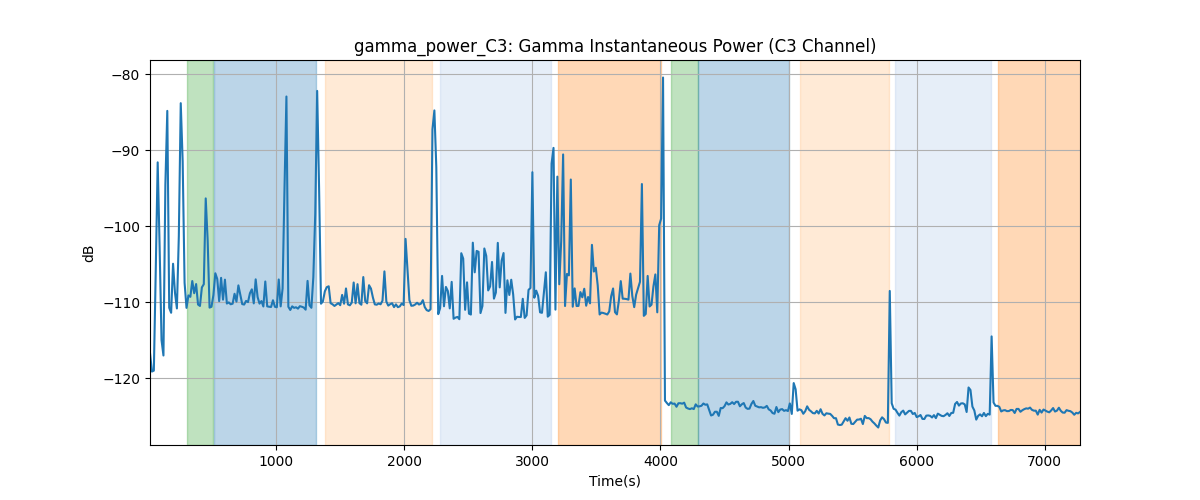 gamma_power_C3: Gamma Instantaneous Power (C3 Channel)
−80
−90
−100
−110
−120
dB
1000 2000 3000 4000 5000 6000 7000
Time(s)